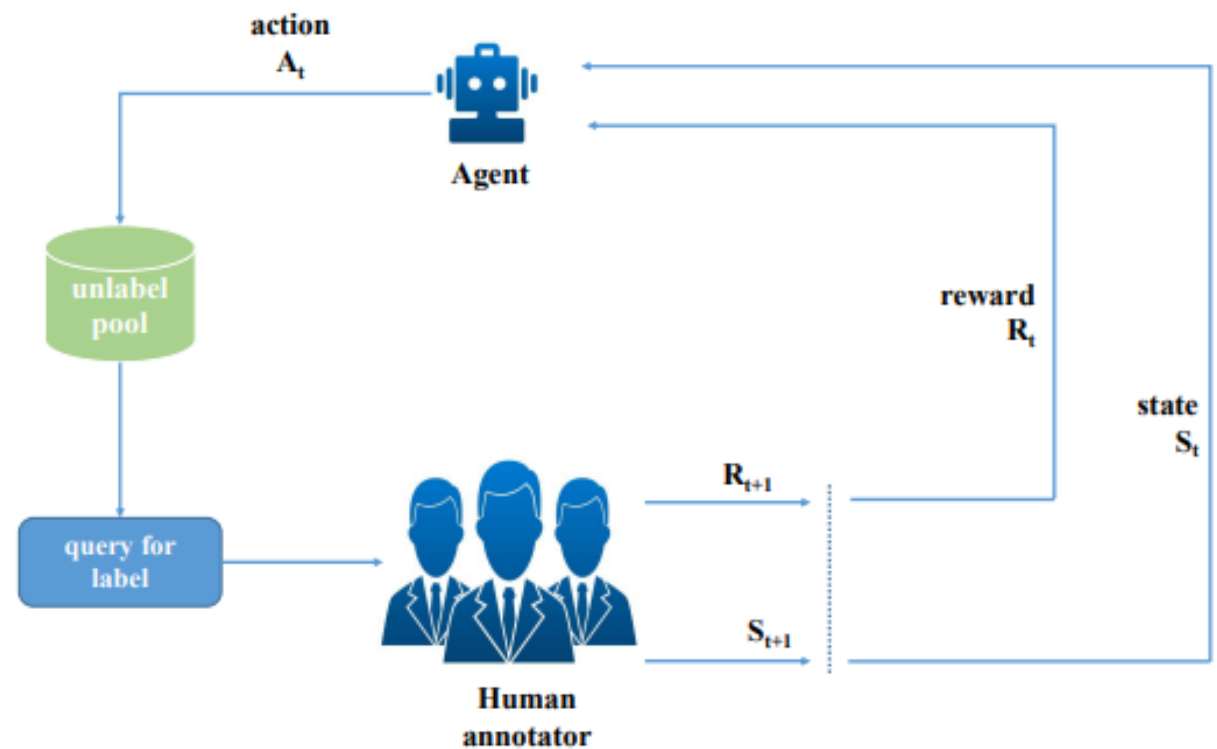 action
Aₜ
Agent
unlabel
pool
reward
Rₜ
state
Sₜ
Rₜ₊₁
query for
label
Sₜ₊₁
Human
annotator